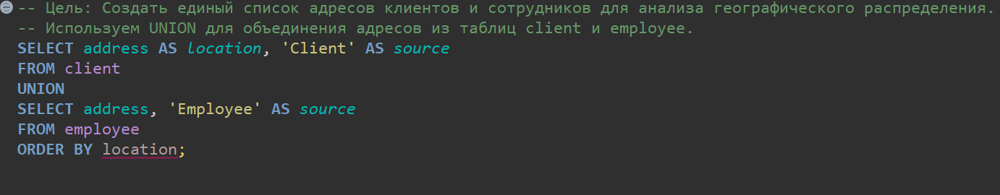 -- Цель: Создать единый список адресов клиентов и сотрудников для анализа географического распределения.
-- Используем UNION для объединения адресов из таблиц client и employee.
SELECT address AS location, 'Client' AS source
FROM client
UNION
SELECT address, 'Employee' AS source
FROM employee
ORDER BY location;